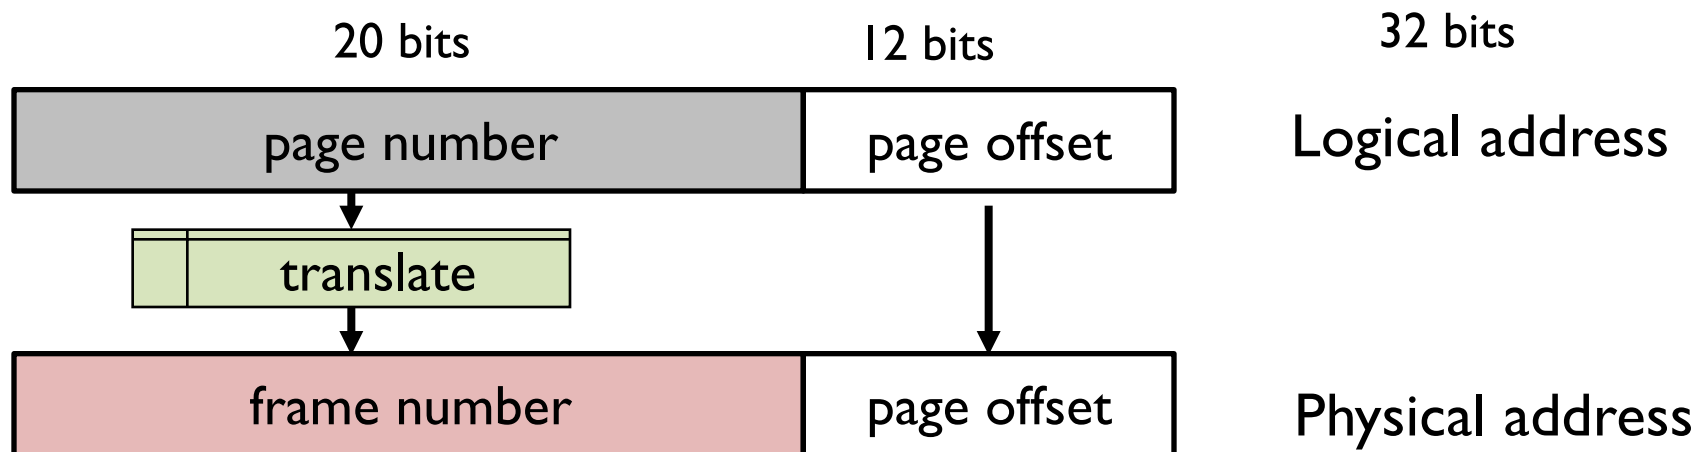 20 bits 12 bits 32 bits
page number page offset Logical address
translate
frame number page offset Physical address